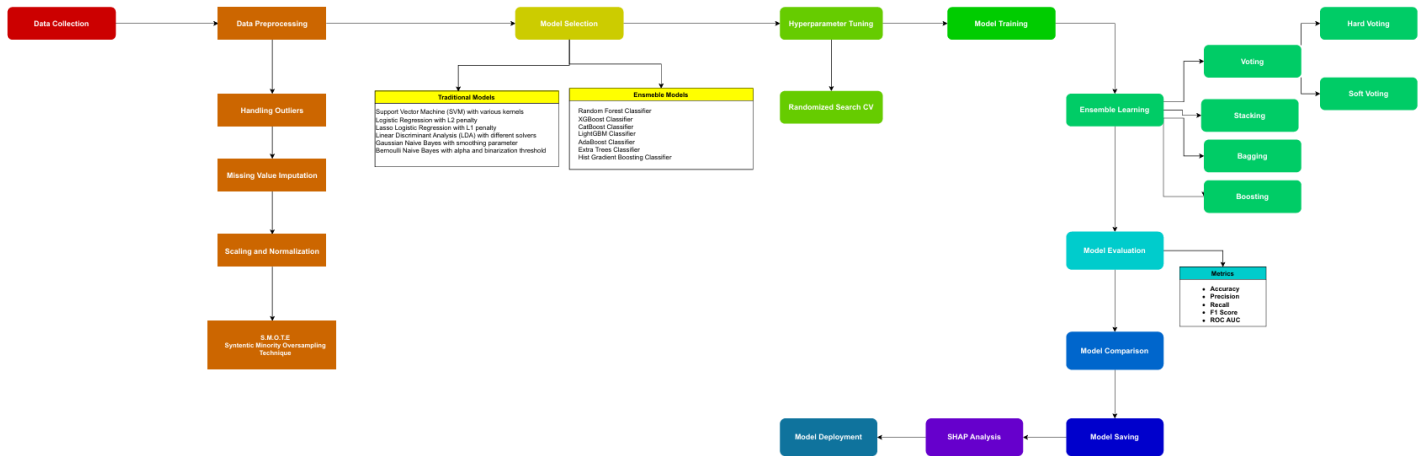 Data Collection
Data Preprocessing
Model Selection
Hyperparameter Tuning
Model Training
Hard Voting
Voting
Soft Voting
Traditional Models
Support Vector Machine (SVM) with various kernels
Logistic Regression with L2 penalty
Lasso Logistic Regression with L1 penalty
Linear Discriminant Analysis (LDA) with different solvers
Gaussian Naive Bayes with smoothing parameter
Bernoulli Naive Bayes with alpha and binarization threshold
Ensmeble Models
Random Forest Classifier
XGBoost Classifier
CatBoost Classifier
LightGBM Classifier
AdaBoost Classifier
Extra Trees Classifier
Hist Gradient Boosting Classifier
Handling Outliers
Randomized Search CV
Ensemble Learning
Stacking
Bagging
Boosting
Missing Value Imputation
Scaling and Normalization
Model Evaluation
Metrics
Accuracy
Precision
Recall
F1 Score
ROC AUC
S.M.O.T.E
Syntentic Minority Oversampling
Technique
Model Comparison
Model Deployment
SHAP Analysis
Model Saving